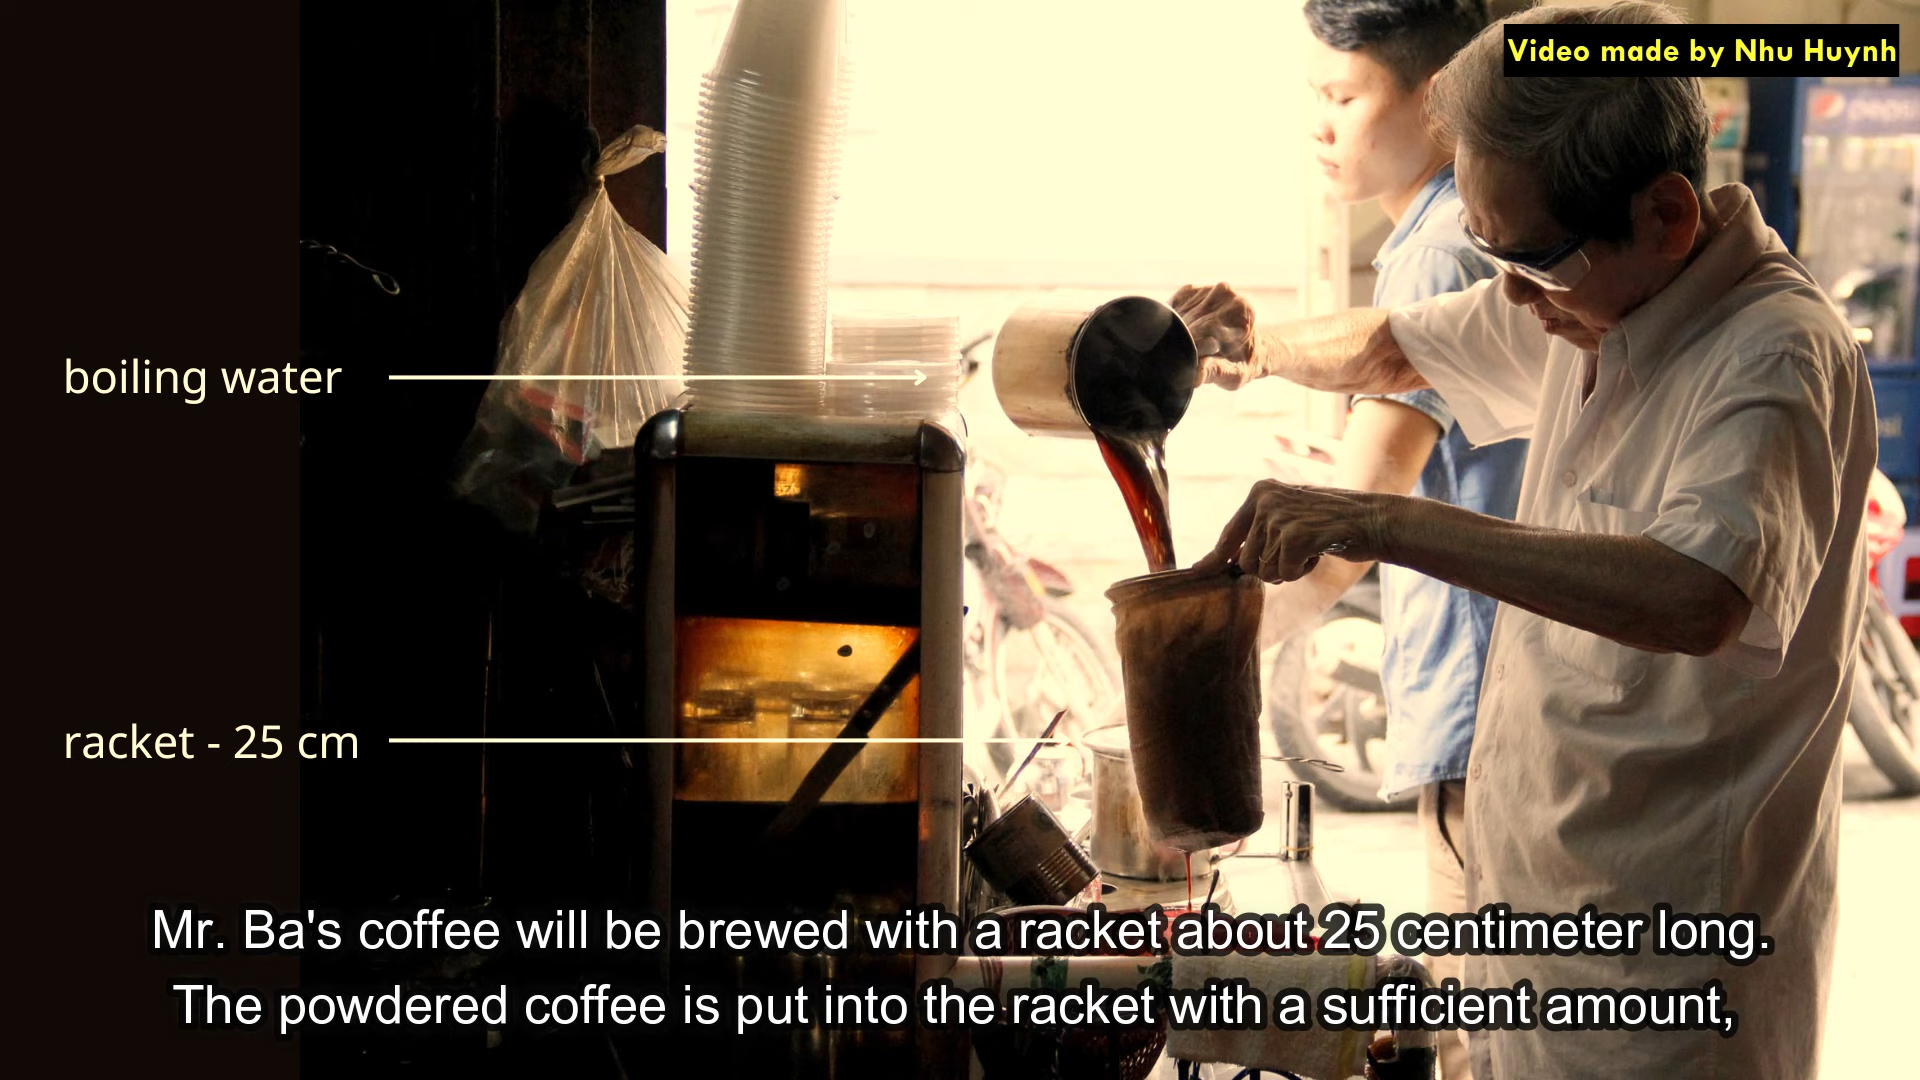 Video made by Nhu Huynh
pepsi
boiling water
racket - 25 cm
Mr. Ba's coffee will be brewed with a racket about 25 centimeter long.
The powdered coffee is put into the racket with a sufficient amount,